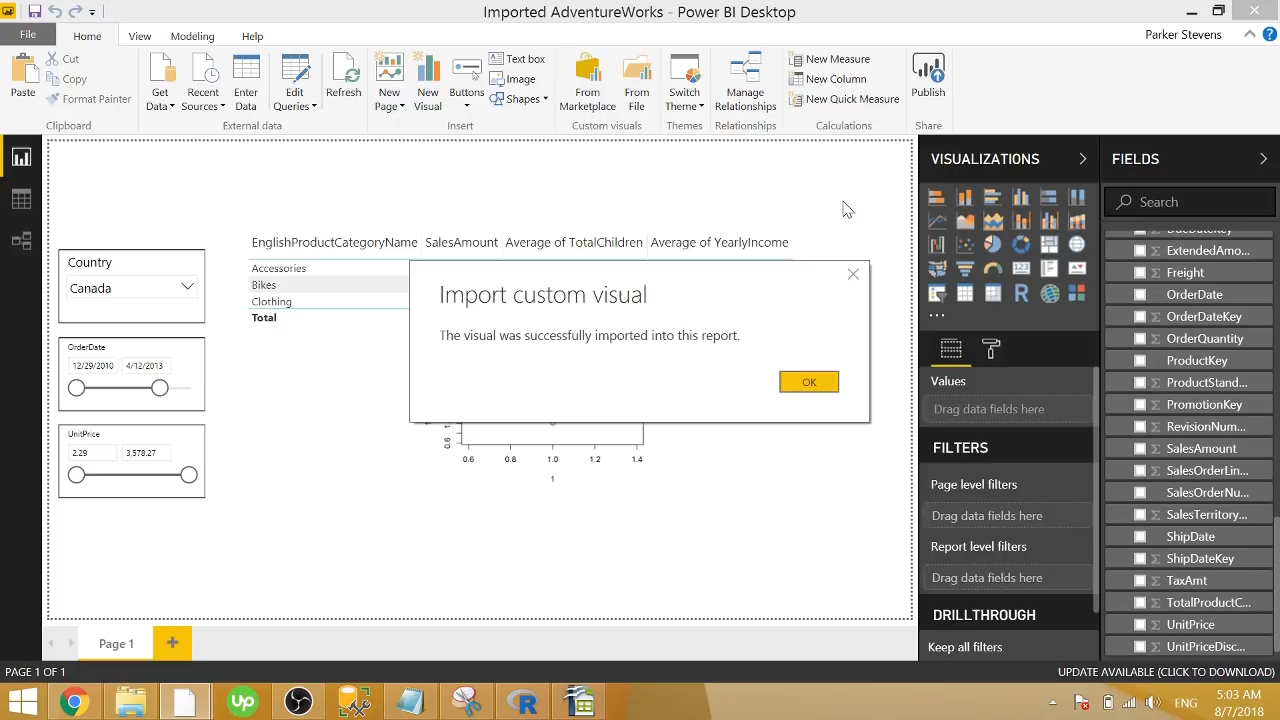 Imported AdventureWorks - Power BI Desktop
File
Home
View
Modeling
Help
Parker Stevens
Paste
Cut
Copy
Format Painter
Clipboard
Get Data
Recent Sources
Enter Data
Edit Queries
Refresh
External data
New Page
New Visual
Buttons
Text box
Image
Shapes
Insert
From Marketplace
From File
Custom visuals
Switch Theme
Themes
Manage Relationships
Relationships
New Measure
New Column
New Quick Measure
Calculations
Publish
Share
Country
Canada
OrderDate
12/29/2010
4/12/2013
UnitPrice
2.29
3,578.27
EnglishProductCategoryName SalesAmount Average of TotalChildren Average of YearlyIncome
Accessories
Bikes
Clothing
Total
Import custom visual
The visual was successfully imported into this report.
OK
0.6
0.6 0.8 1.0 1.2 1.4
1
VISUALIZATIONS
Values
Drag data fields here
FILTERS
Page level filters
Drag data fields here
Report level filters
Drag data fields here
DRILLTHROUGH
Keep all filters
FIELDS
Search
DueDateKey
ExtendedAmo...
Freight
OrderDate
OrderDateKey
OrderQuantity
ProductKey
ProductStand...
PromotionKey
RevisionNum...
SalesAmount
SalesOrderLin...
SalesOrderNu...
SalesTerritory...
ShipDate
ShipDateKey
TaxAmt
TotalProductC...
UnitPrice
UnitPriceDisc...
Page 1
PAGE 1 OF 1
UPDATE AVAILABLE (CLICK TO DOWNLOAD)
Up
R
ENG
5:03 AM
8/7/2018